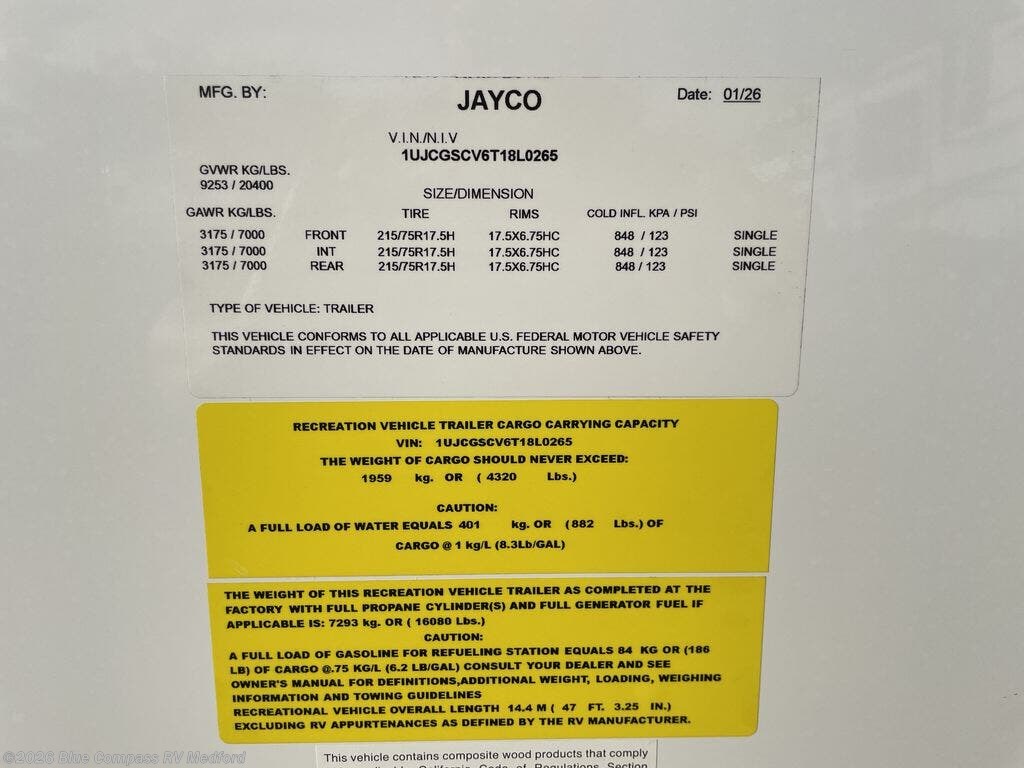 MFG. BY: JAYCO Date: 01/26
V.I.N./N.I.V
1UJCGSCV6T18L0265
GVWR KG/LBS.
9253 / 20400
SIZE/DIMENSION
GAWR KG/LBS. TIRE RIMS COLD INFL. KPA / PSI
3175 / 7000 FRONT 215/75R17.5H 17.5X6.75HC 848 / 123 SINGLE
3175 / 7000 INT 215/75R17.5H 17.5X6.75HC 848 / 123 SINGLE
3175 / 7000 REAR 215/75R17.5H 17.5X6.75HC 848 / 123 SINGLE
TYPE OF VEHICLE: TRAILER
THIS VEHICLE CONFORMS TO ALL APPLICABLE U.S. FEDERAL MOTOR VEHICLE SAFETY
STANDARDS IN EFFECT ON THE DATE OF MANUFACTURE SHOWN ABOVE.
RECREATION VEHICLE TRAILER CARGO CARRYING CAPACITY
VIN: 1UJCGSCV6T18L0265
THE WEIGHT OF CARGO SHOULD NEVER EXCEED:
1959 kg. OR ( 4320 Lbs.)
CAUTION:
A FULL LOAD OF WATER EQUALS 401 kg. OR (882 Lbs.) OF
CARGO @ 1 kg/L (8.3Lb/GAL)
THE WEIGHT OF THIS RECREATION VEHICLE TRAILER AS COMPLETED AT THE
FACTORY WITH FULL PROPANE CYLINDER(S) AND FULL GENERATOR FUEL IF
APPLICABLE IS: 7293 kg. OR ( 16080 Lbs.)
CAUTION:
A FULL LOAD OF GASOLINE FOR REFUELING STATION EQUALS 84 KG OR (186
LB) OF CARGO @.75 KG/L (6.2 LB/GAL) CONSULT YOUR DEALER AND SEE
OWNER'S MANUAL FOR DEFINITIONS,ADDITIONAL WEIGHT, LOADING, WEIGHING
INFORMATION AND TOWING GUIDELINES
RECREATIONAL VEHICLE OVERALL LENGTH 14.4 M ( 47 FT. 3.25 IN.)
EXCLUDING RV APPURTENANCES AS DEFINED BY THE RV MANUFACTURER.
This vehicle contains composite wood products that comply
California Code of Regulations Section
©2026 Blue Compass RV Medford